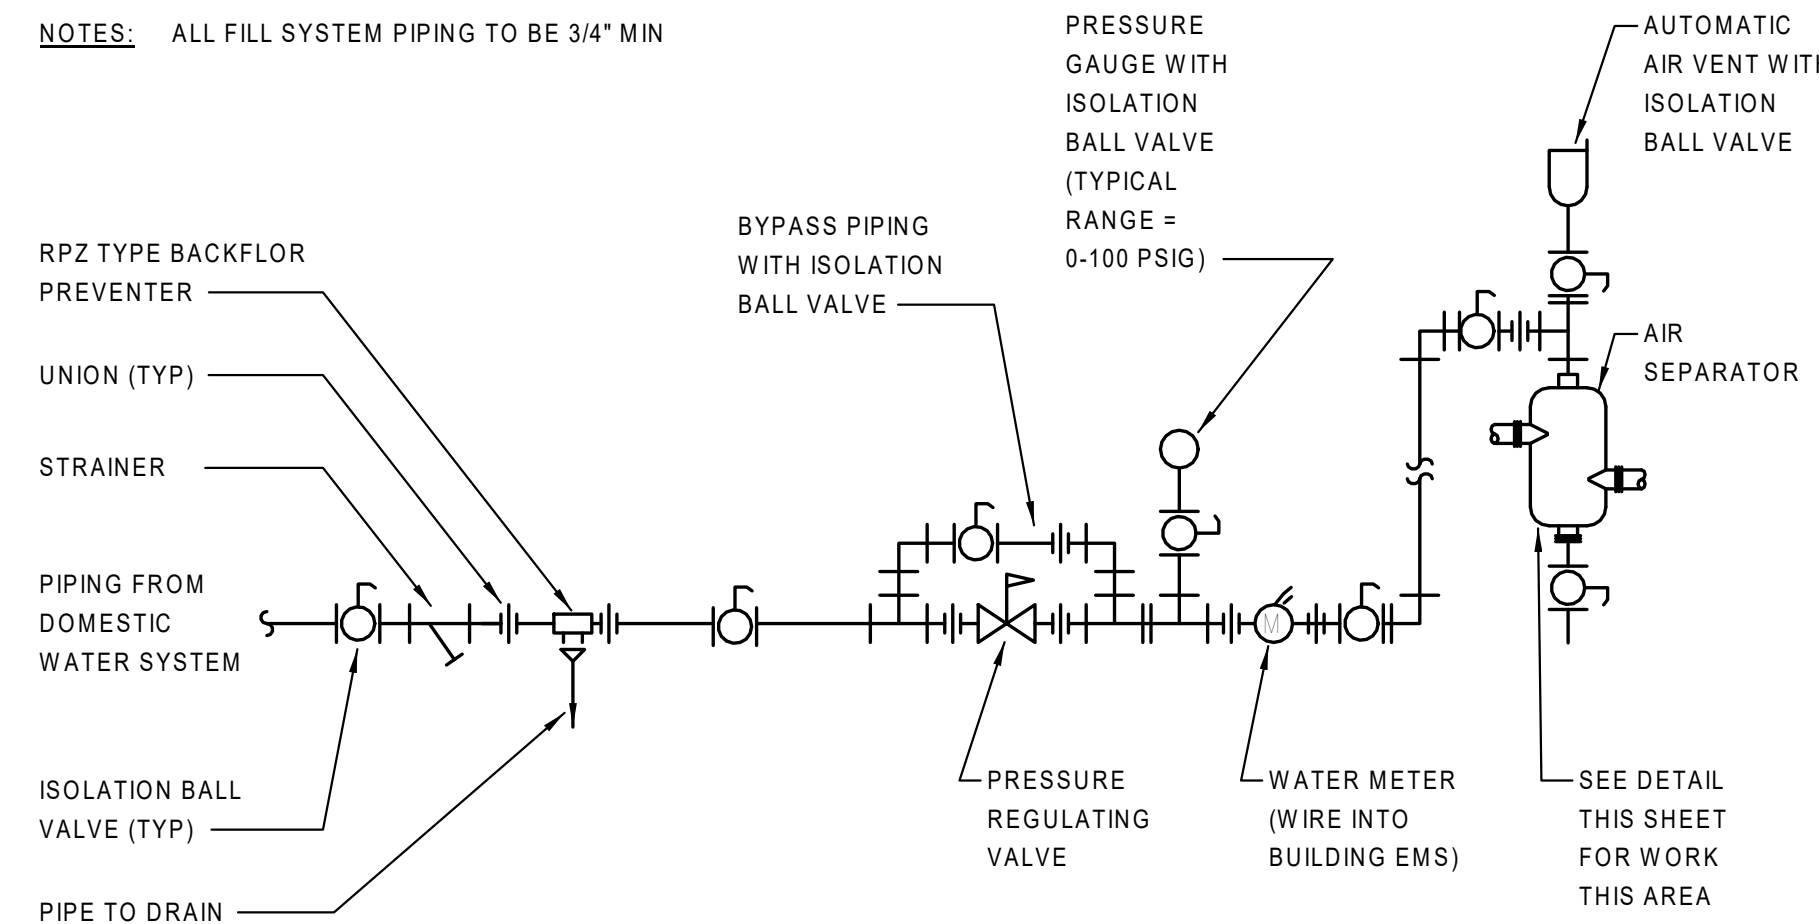 NOTES: ALL FILL SYSTEM PIPING TO BE 3/4" MIN
PRESSURE
GAUGE WITH
ISOLATION
BALL VALVE
(TYPICAL
RANGE =
0-100 PSIG)
AUTOMATIC
AIR VENT WITH
ISOLATION
BALL VALVE
BYPASS PIPING
WITH ISOLATION
BALL VALVE
RPZ TYPE BACKFLOR
PREVENTER
UNION (TYP)
STRAINER
PIPING FROM
DOMESTIC
WATER SYSTEM
ISOLATION BALL
VALVE (TYP)
PIPE TO DRAIN
AIR
SEPARATOR
M
PRESSURE
REGULATING
VALVE
WATER METER
(WIRE INTO
BUILDING EMS)
SEE DETAIL
THIS SHEET
FOR WORK
THIS AREA